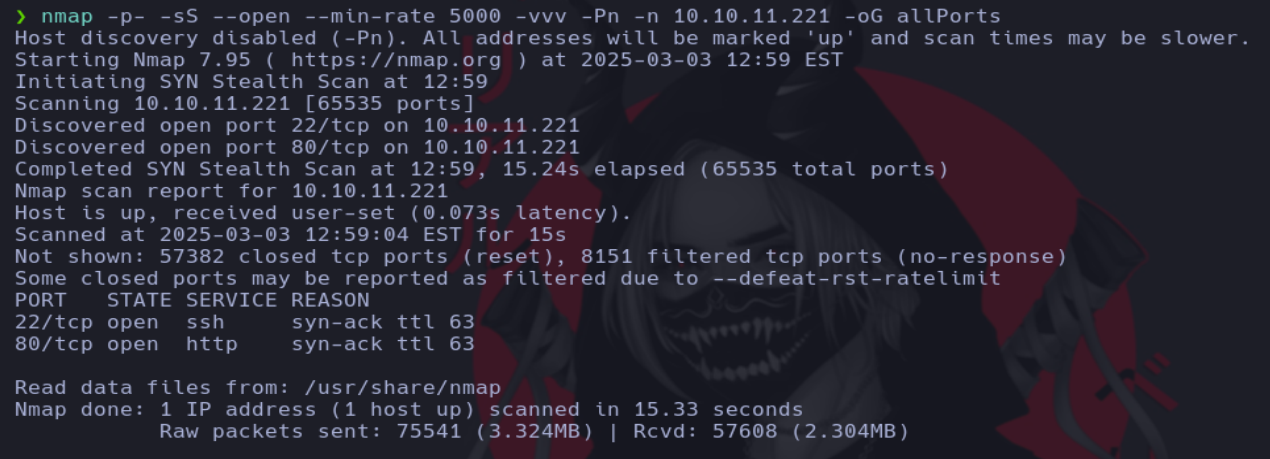 ❯ nmap -p- -sS --open --min-rate 5000 -vvv -Pn -n 10.10.11.221 -oG allPorts
Host discovery disabled (-Pn). All addresses will be marked 'up' and scan times may be slower.
Starting Nmap 7.95 ( https://nmap.org ) at 2025-03-03 12:59 EST
Initiating SYN Stealth Scan at 12:59
Scanning 10.10.11.221 [65535 ports]
Discovered open port 22/tcp on 10.10.11.221
Discovered open port 80/tcp on 10.10.11.221
Completed SYN Stealth Scan at 12:59, 15.24s elapsed (65535 total ports)
Nmap scan report for 10.10.11.221
Host is up, received user-set (0.073s latency).
Scanned at 2025-03-03 12:59:04 EST for 15s
Not shown: 57382 closed tcp ports (reset), 8151 filtered tcp ports (no-response)
Some closed ports may be reported as filtered due to --defeat-rst-ratelimit
PORT   STATE SERVICE REASON
22/tcp open  ssh     syn-ack ttl 63
80/tcp open  http    syn-ack ttl 63
Read data files from: /usr/share/nmap
Nmap done: 1 IP address (1 host up) scanned in 15.33 seconds
Raw packets sent: 75541 (3.324MB) | Rcvd: 57608 (2.304MB)